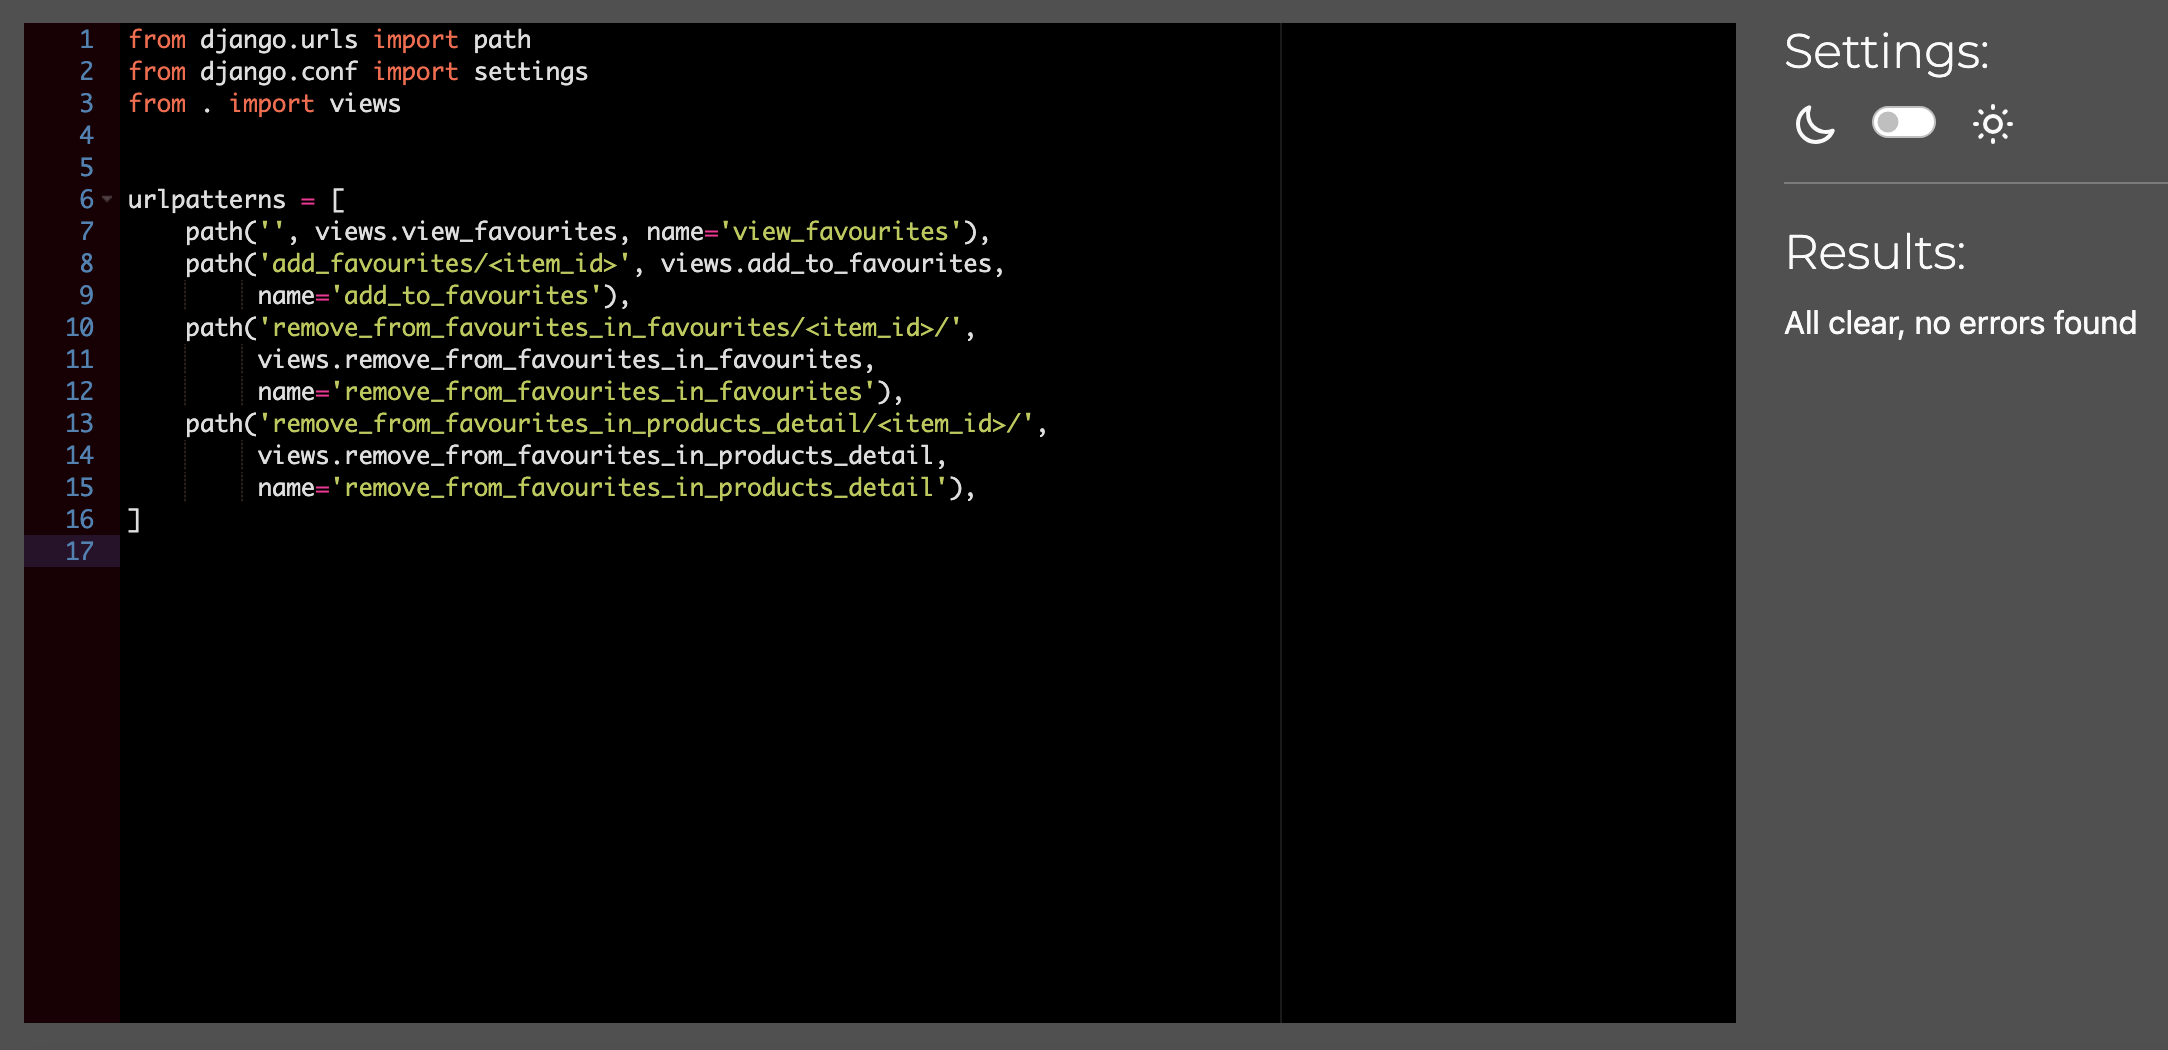 1 from django.urls import path
2 from django.conf import settings
3 from . import views
4
5
6 urlpatterns = [
7     path('', views.view_favourites, name='view_favourites'),
8     path('add_favourites/<item_id>', views.add_to_favourites,
9          name='add_to_favourites'),
10     path('remove_from_favourites_in_favourites/<item_id>/',
11          views.remove_from_favourites_in_favourites,
12          name='remove_from_favourites_in_favourites'),
13     path('remove_from_favourites_in_products_detail/<item_id>/',
14          views.remove_from_favourites_in_products_detail,
15          name='remove_from_favourites_in_products_detail'),
16 ]
17
Settings:
Results:
All clear, no errors found